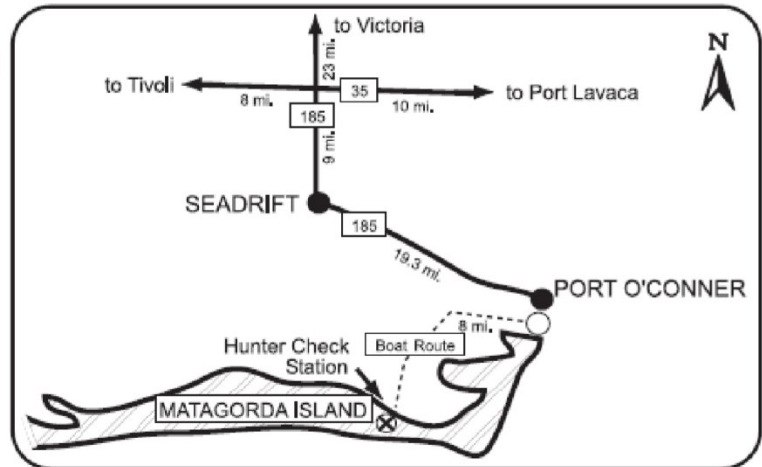 to Victoria
23 mi.
N
to Tivoli
8 mi.
35
10 mi.
to Port Lavaca
185
9 mi.
SEADRIFT
185
19.3 mi.
PORT O'CONNER
8 mi.
Boat Route
Hunter Check
Station
MATAGORDA ISLAND